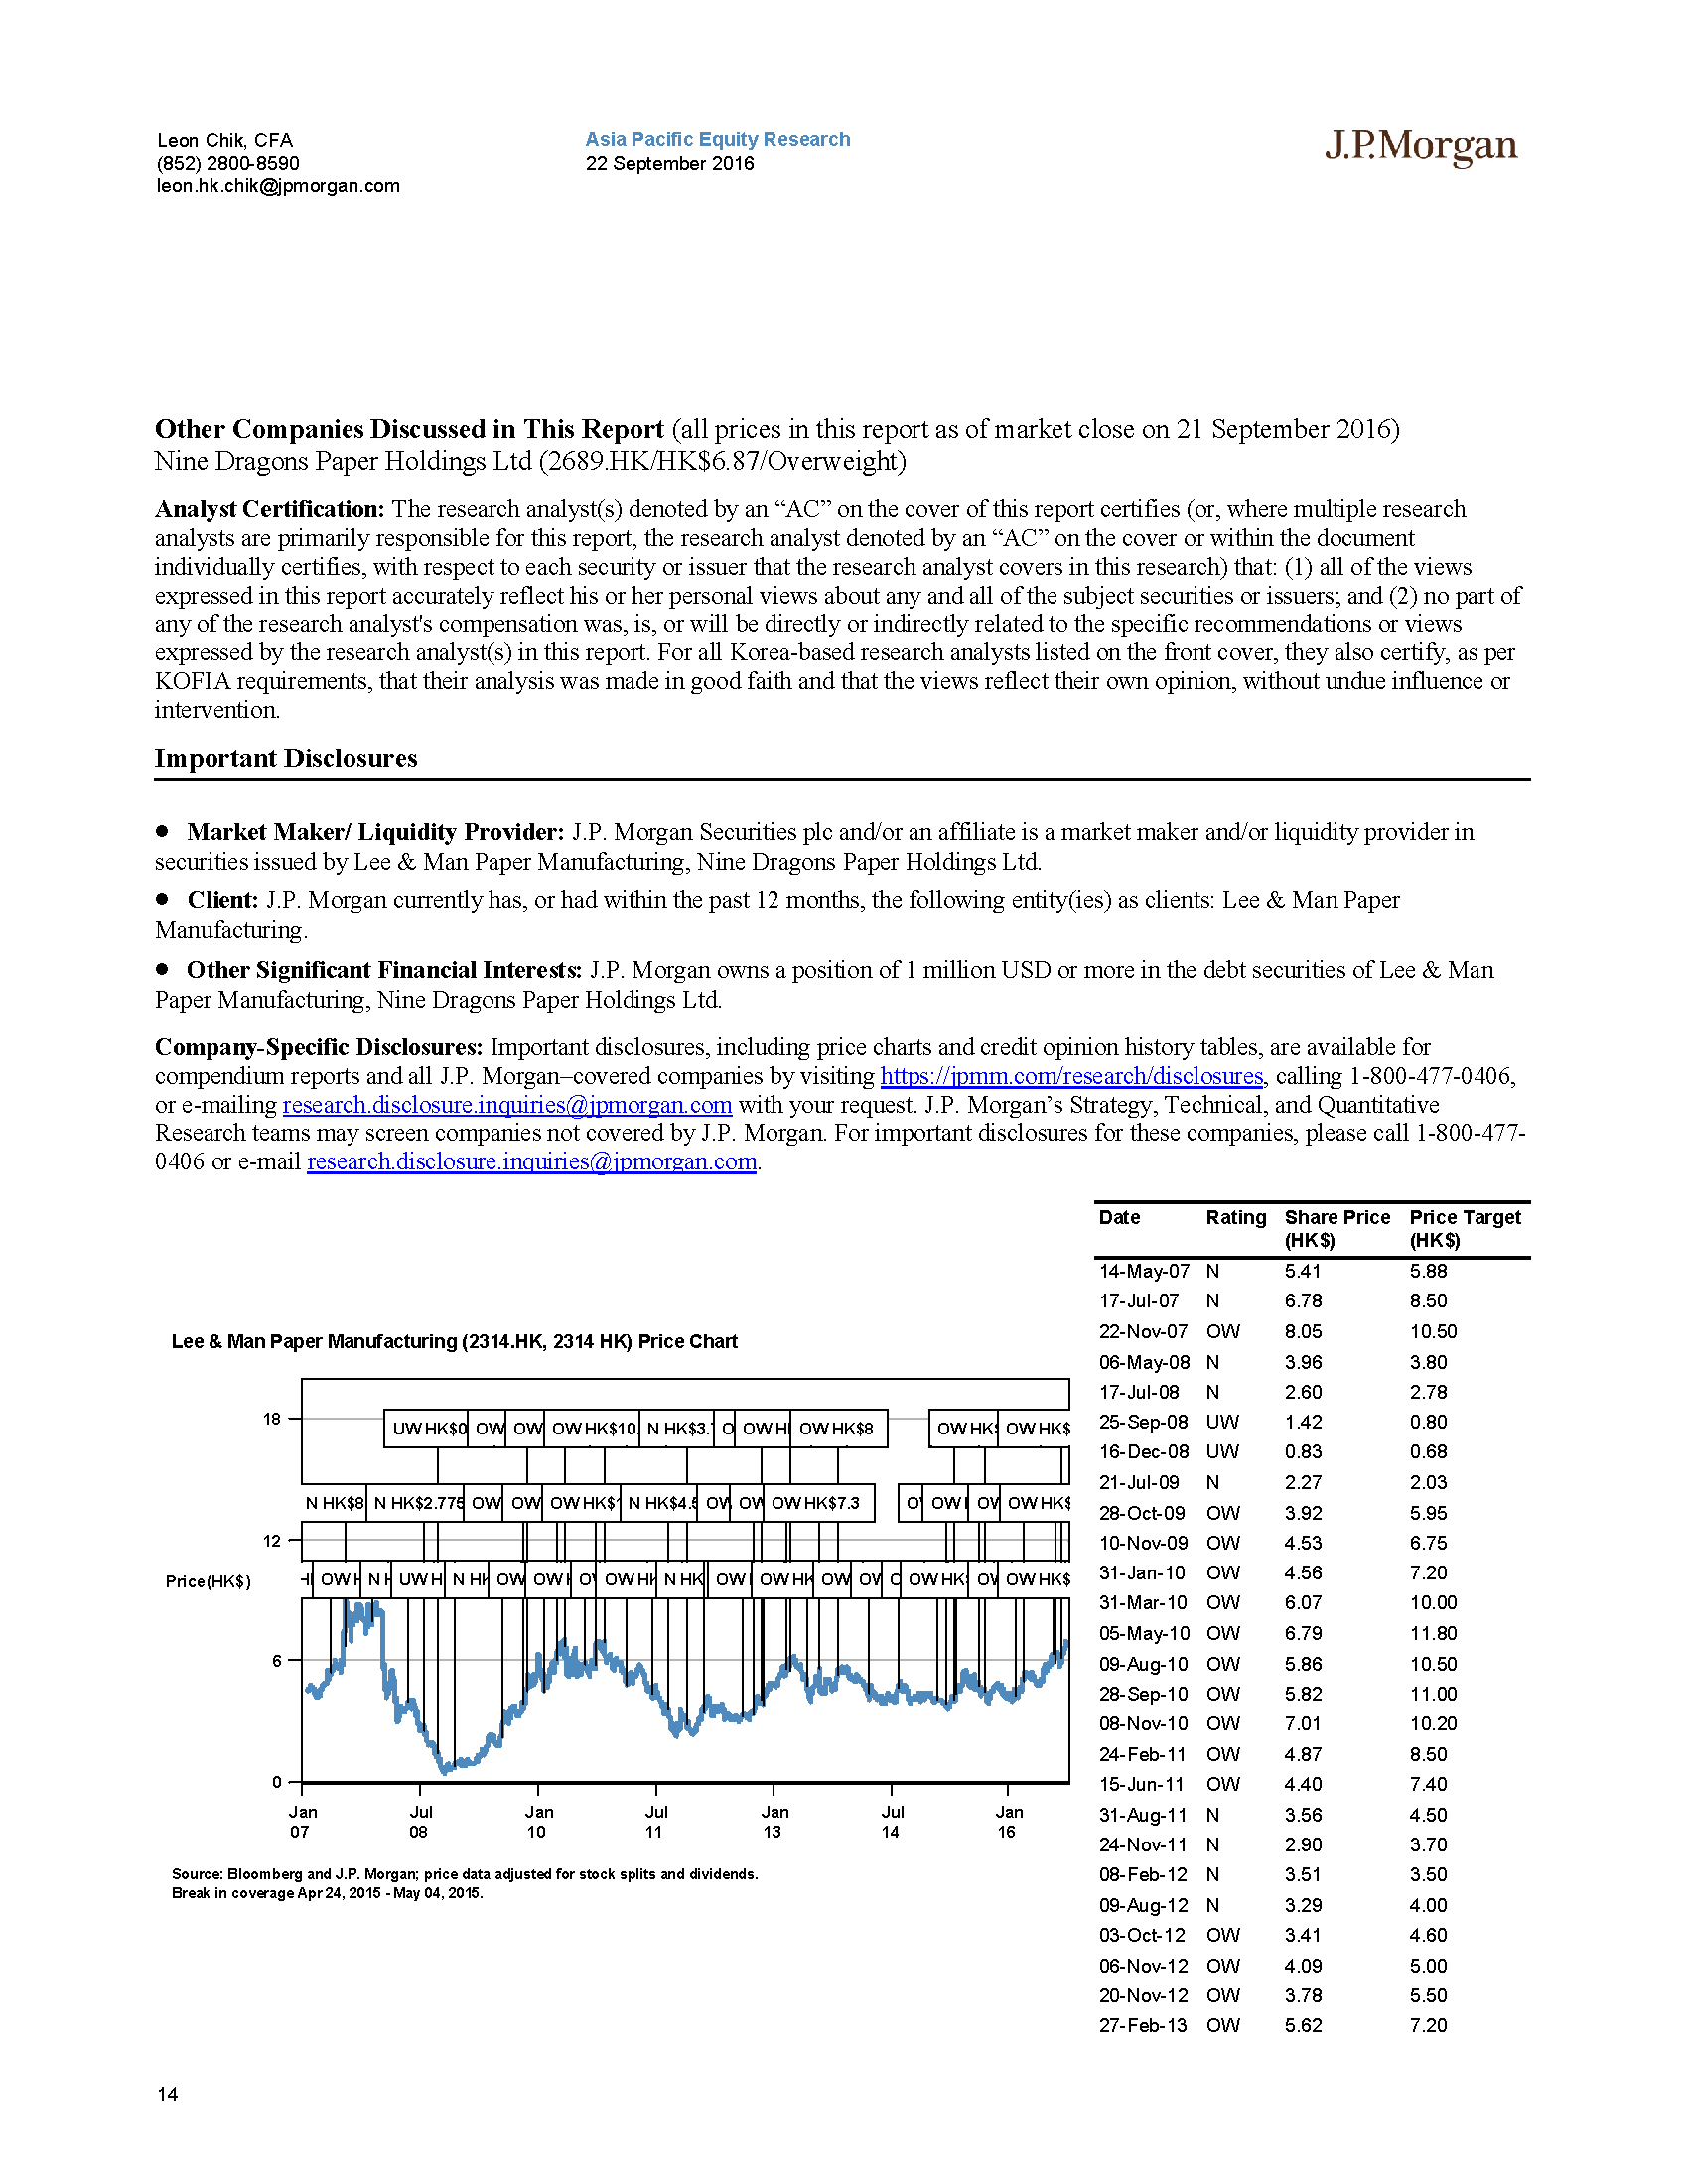 Leon Chik, CFA
(852) 2800-8590
leon.hk.chik@jpmorgan.com
Asia Pacific Equity Research
22 September 2016
J.P.Morgan
Other Companies Discussed in This Report (all prices in this report as of market close on 21 September 2016)
Nine Dragons Paper Holdings Ltd (2689.HK/HK$6.87/Overweight)
Analyst Certification: The research analyst(s) denoted by an “AC” on the cover of this report certifies (or, where multiple research
analysts are primarily responsible for this report, the research analyst denoted by an “AC” on the cover or within the document
individually certifies, with respect to each security or issuer that the research analyst covers in this research) that: (1) all of the views
expressed in this report accurately reflect his or her personal views about any and all of the subject securities or issuers; and (2) no part of
any of the research analyst's compensation was, is, or will be directly or indirectly related to the specific recommendations or views
expressed by the research analyst(s) in this report. For all Korea-based research analysts listed on the front cover, they also certify, as per
KOFIA requirements, that their analysis was made in good faith and that the views reflect their own opinion, without undue influence or
intervention.
Important Disclosures
● Market Maker/ Liquidity Provider: J.P. Morgan Securities plc and/or an affiliate is a market maker and/or liquidity provider in
securities issued by Lee & Man Paper Manufacturing, Nine Dragons Paper Holdings Ltd.
● Client: J.P. Morgan currently has, or had within the past 12 months, the following entity(ies) as clients: Lee & Man Paper
Manufacturing.
● Other Significant Financial Interests: J.P. Morgan owns a position of 1 million USD or more in the debt securities of Lee & Man
Paper Manufacturing, Nine Dragons Paper Holdings Ltd.
Company-Specific Disclosures: Important disclosures, including price charts and credit opinion history tables, are available for
compendium reports and all J.P. Morgan–covered companies by visiting https://jpmm.com/research/disclosures, calling 1-800-477-0406,
or e-mailing research.disclosure.inquiries@jpmorgan.com with your request. J.P. Morgan’s Strategy, Technical, and Quantitative
Research teams may screen companies not covered by J.P. Morgan. For important disclosures for these companies, please call 1-800-477-
0406 or e-mail research.disclosure.inquiries@jpmorgan.com.
Lee & Man Paper Manufacturing (2314.HK, 2314 HK) Price Chart
18
UW HK$0 OW OW OW HK$10 N HK$3. O OW H OW HK$8 OW HK$ OW HK$
N HK$8 N HK$2.775 OW OW OW HK$1 N HK$4.5 OW OW OW HK$7.3 O OW OW OW HK$
12
Price(HK$)
OW H N H UW H N HK OW OW O OW HK N HK OW OW HK OW OW O OW HK OW OW HK$
6
0
Jan Jul Jan Jul Jan Jul Jan
07 08 10 11 13 14 16
Source: Bloomberg and J.P. Morgan; price data adjusted for stock splits and dividends.
Break in coverage Apr 24, 2015 - May 04, 2015.
Date Rating Share Price Price Target
(HK$) (HK$)
14-May-07 N 5.41 5.88
17-Jul-07 N 6.78 8.50
22-Nov-07 OW 8.05 10.50
06-May-08 N 3.96 3.80
17-Jul-08 N 2.60 2.78
25-Sep-08 UW 1.42 0.80
16-Dec-08 UW 0.83 0.68
21-Jul-09 N 2.27 2.03
28-Oct-09 OW 3.92 5.95
10-Nov-09 OW 4.53 6.75
31-Jan-10 OW 4.56 7.20
31-Mar-10 OW 6.07 10.00
05-May-10 OW 6.79 11.80
09-Aug-10 OW 5.86 10.50
28-Sep-10 OW 5.82 11.00
08-Nov-10 OW 7.01 10.20
24-Feb-11 OW 4.87 8.50
15-Jun-11 OW 4.40 7.40
31-Aug-11 N 3.56 4.50
24-Nov-11 N 2.90 3.70
08-Feb-12 N 3.51 3.50
09-Aug-12 N 3.29 4.00
03-Oct-12 OW 3.41 4.60
06-Nov-12 OW 4.09 5.00
20-Nov-12 OW 3.78 5.50
27-Feb-13 OW 5.62 7.20
14